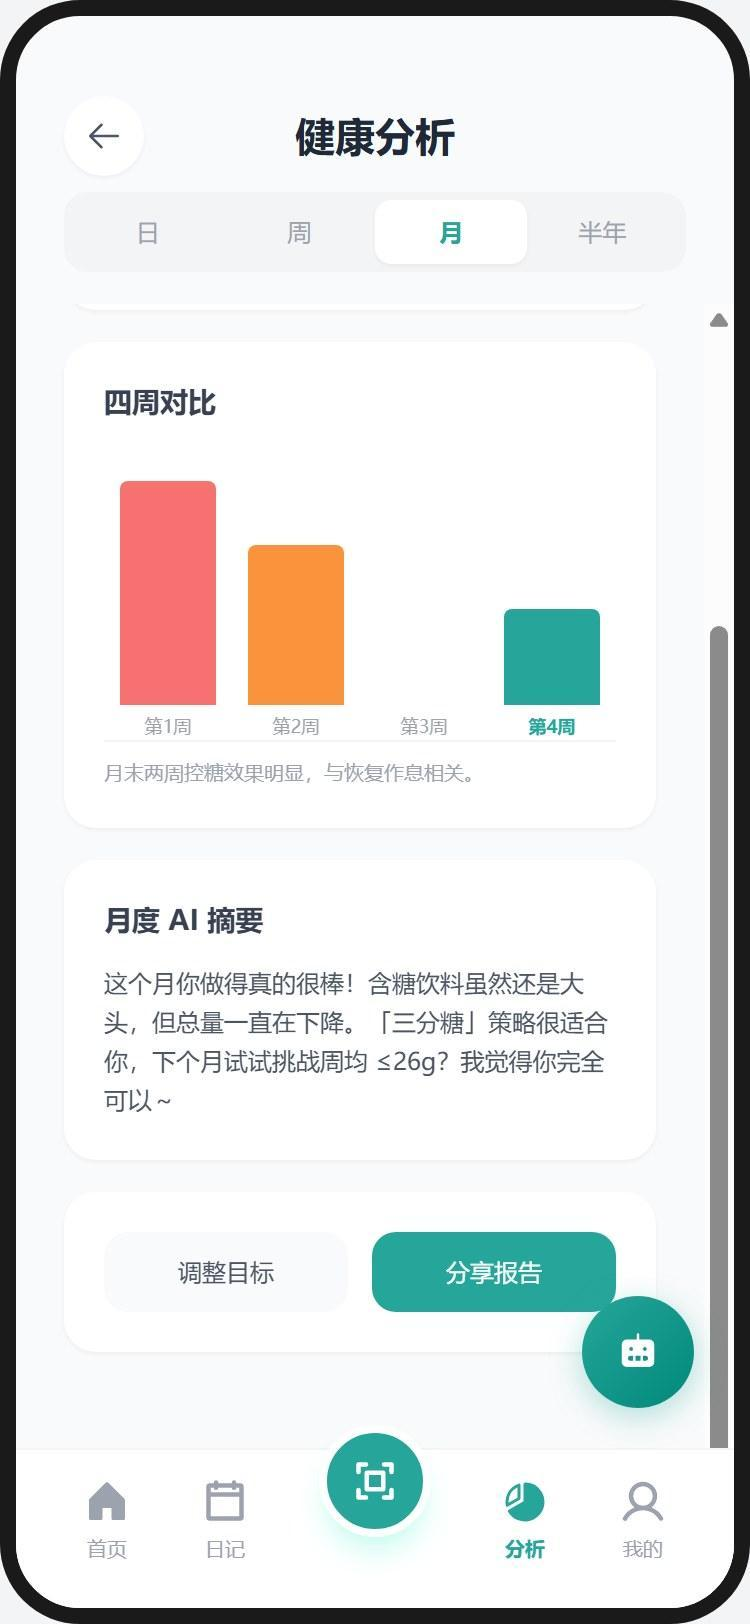 健康分析
日
周
月
半年
四周对比
第1周
第2周
第3周
第4周
月末两周控糖效果明显，与恢复作息相关。
月度 AI 摘要
这个月你做得真的很棒！含糖饮料虽然还是大
头，但总量一直在下降。「三分糖」策略很适合
你，下个月试试挑战周均 ≤26g？我觉得你完全
可以～
调整目标
分享报告
首页
日记
分析
我的